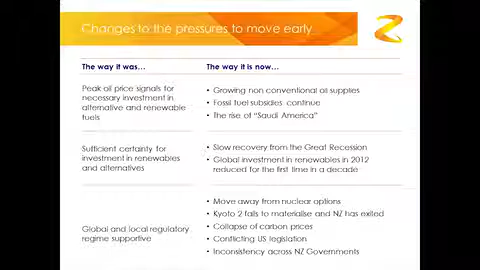 Changes to the pressures to move early
The way it was…
The way it is now…
Peak oil price signals for
necessary investment in
alternative and renewable
fuels
• Growing non conventional oil supplies
• Fossil fuel subsidies continue
• The rise of "Saudi America"
Sufficient certainty for
investment in renewables
and alternatives
• Slow recovery from the Great Recession
• Global investment in renewables in 2012
reduced for the first time in a decade
Global and local regulatory
regime supportive
• Move away from nuclear options
• Kyoto 2 fails to materialise and NZ has exited
• Collapse of carbon prices
• Conflicting US legislation
• Inconsistency across NZ Governments